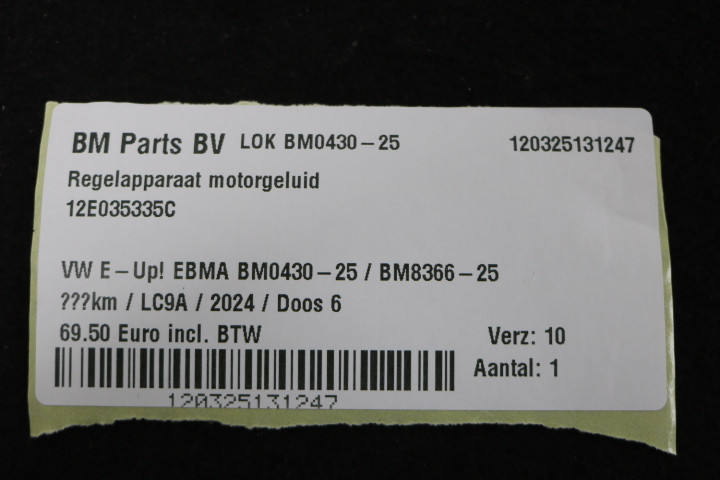 BM Parts BV LOK BM0430-25 120325131247
Regelapparaat motorgeluid
12E035335C
VW E-Up! EBMA BM0430-25 / BM8366-25
???km / LC9A / 2024 / Doos 6
69.50 Euro incl. BTW Verz: 10
Aantal: 1
120325131247